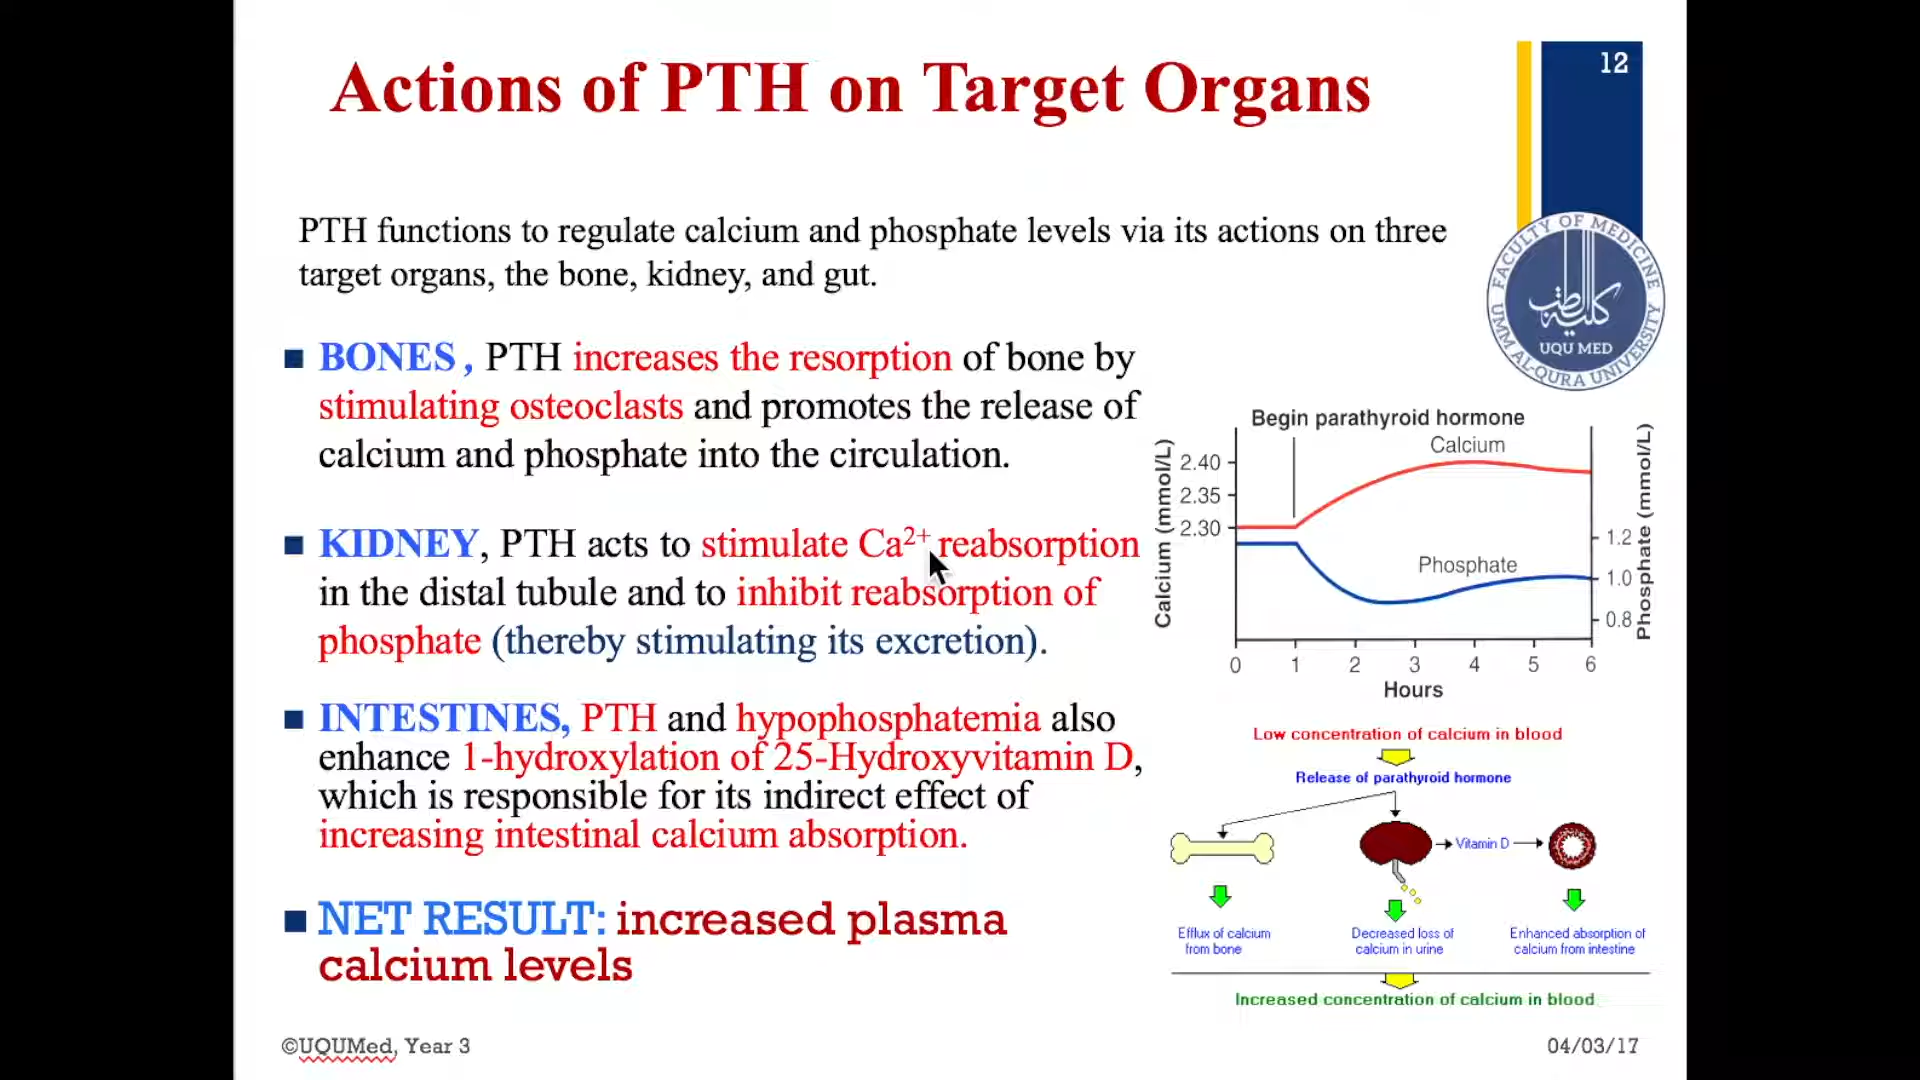 Actions of PTH on Target Organs
12
PTH functions to regulate calcium and phosphate levels via its actions on three
target organs, the bone, kidney, and gut.
FACULTY OF MEDICINE
كلية الطب
UQU MED
UMM AL-QURA UNIVERSITY
BONES , PTH increases the resorption of bone by
stimulating osteoclasts and promotes the release of
calcium and phosphate into the circulation.
KIDNEY, PTH acts to stimulate Ca2+ reabsorption
in the distal tubule and to inhibit reabsorption of
phosphate (thereby stimulating its excretion).
INTESTINES, PTH and hypophosphatemia also
enhance 1-hydroxylation of 25-Hydroxyvitamin D,
which is responsible for its indirect effect of
increasing intestinal calcium absorption.
NET RESULT: increased plasma
calcium levels
Begin parathyroid hormone
Calcium
Calcium (mmol/L)
2.40
2.35
2.30
Phosphate
Phosphate (mmol/L)
1.2
1.0
0.8
0 1 2 3 4 5 6
Hours
Low concentration of calcium in blood
Release of parathyroid hormone
Vitamin D
Efflux of calcium
from bone
Decreased loss of
calcium in urine
Enhanced absorption of
calcium from intestine
Increased concentration of calcium in blood
©UQUMed, Year 3
04/03/17